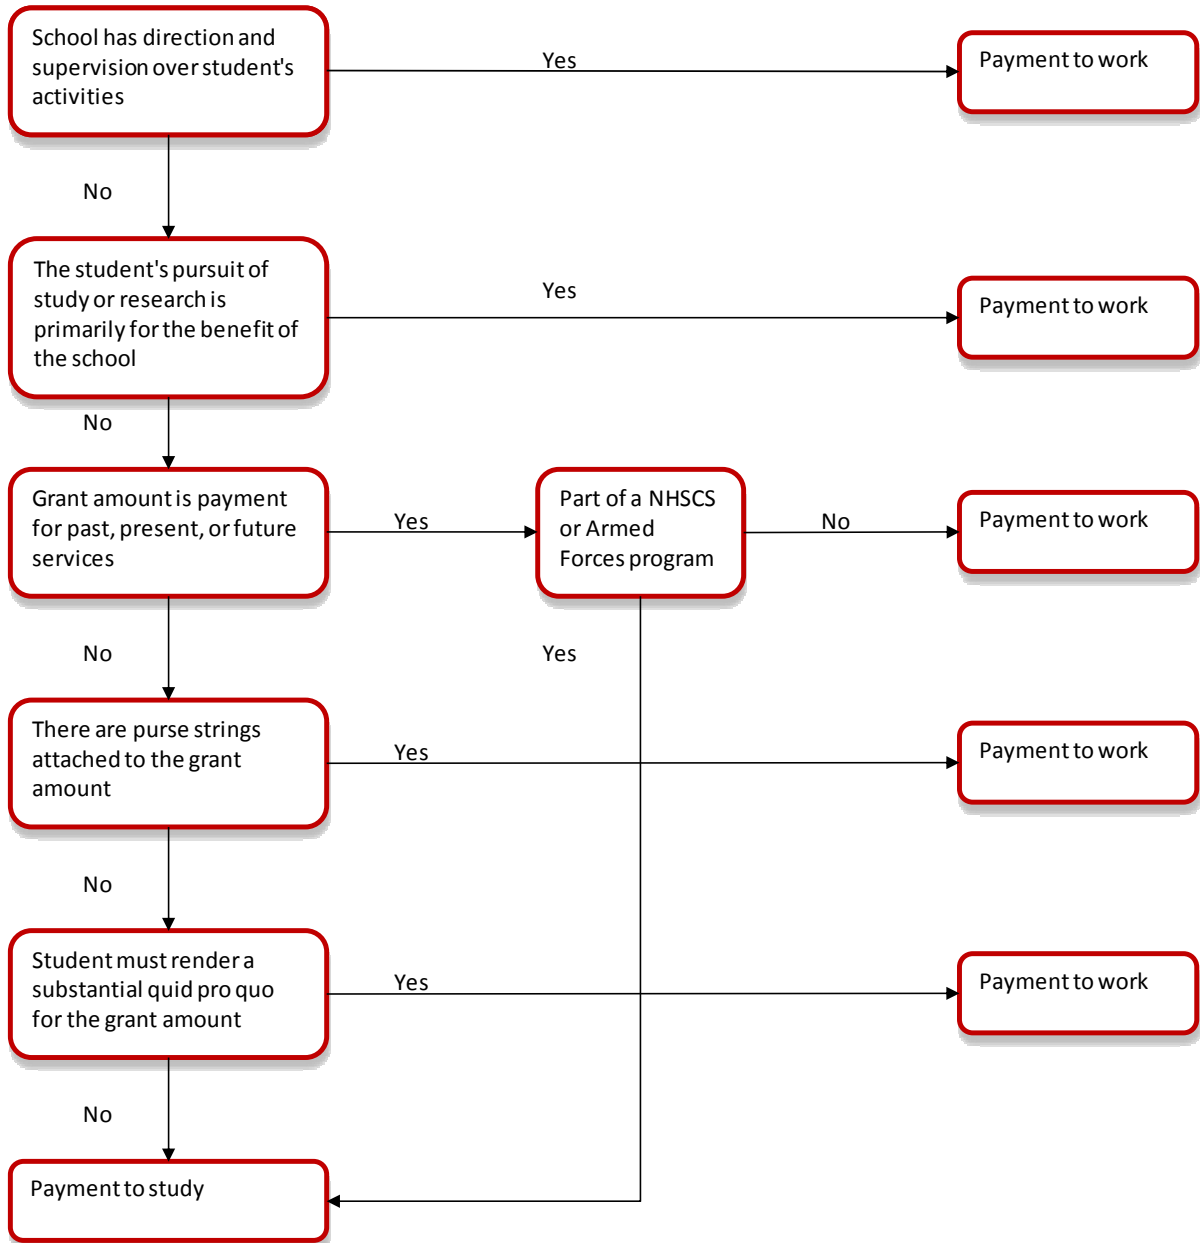 School has direction and
supervision over student's
activities
Yes
Payment to work
No
The student's pursuit of
study or research is
primarily for the benefit of
the school
Yes
Payment to work
No
Grant amount is payment
for past, present, or future
services
Yes
Part of a NHSCS
or Armed
Forces program
No
Payment to work
No
Yes
There are purse strings
attached to the grant
amount
Yes
Payment to work
No
Student must render a
substantial quid pro quo
for the grant amount
Yes
Payment to work
No
Payment to study